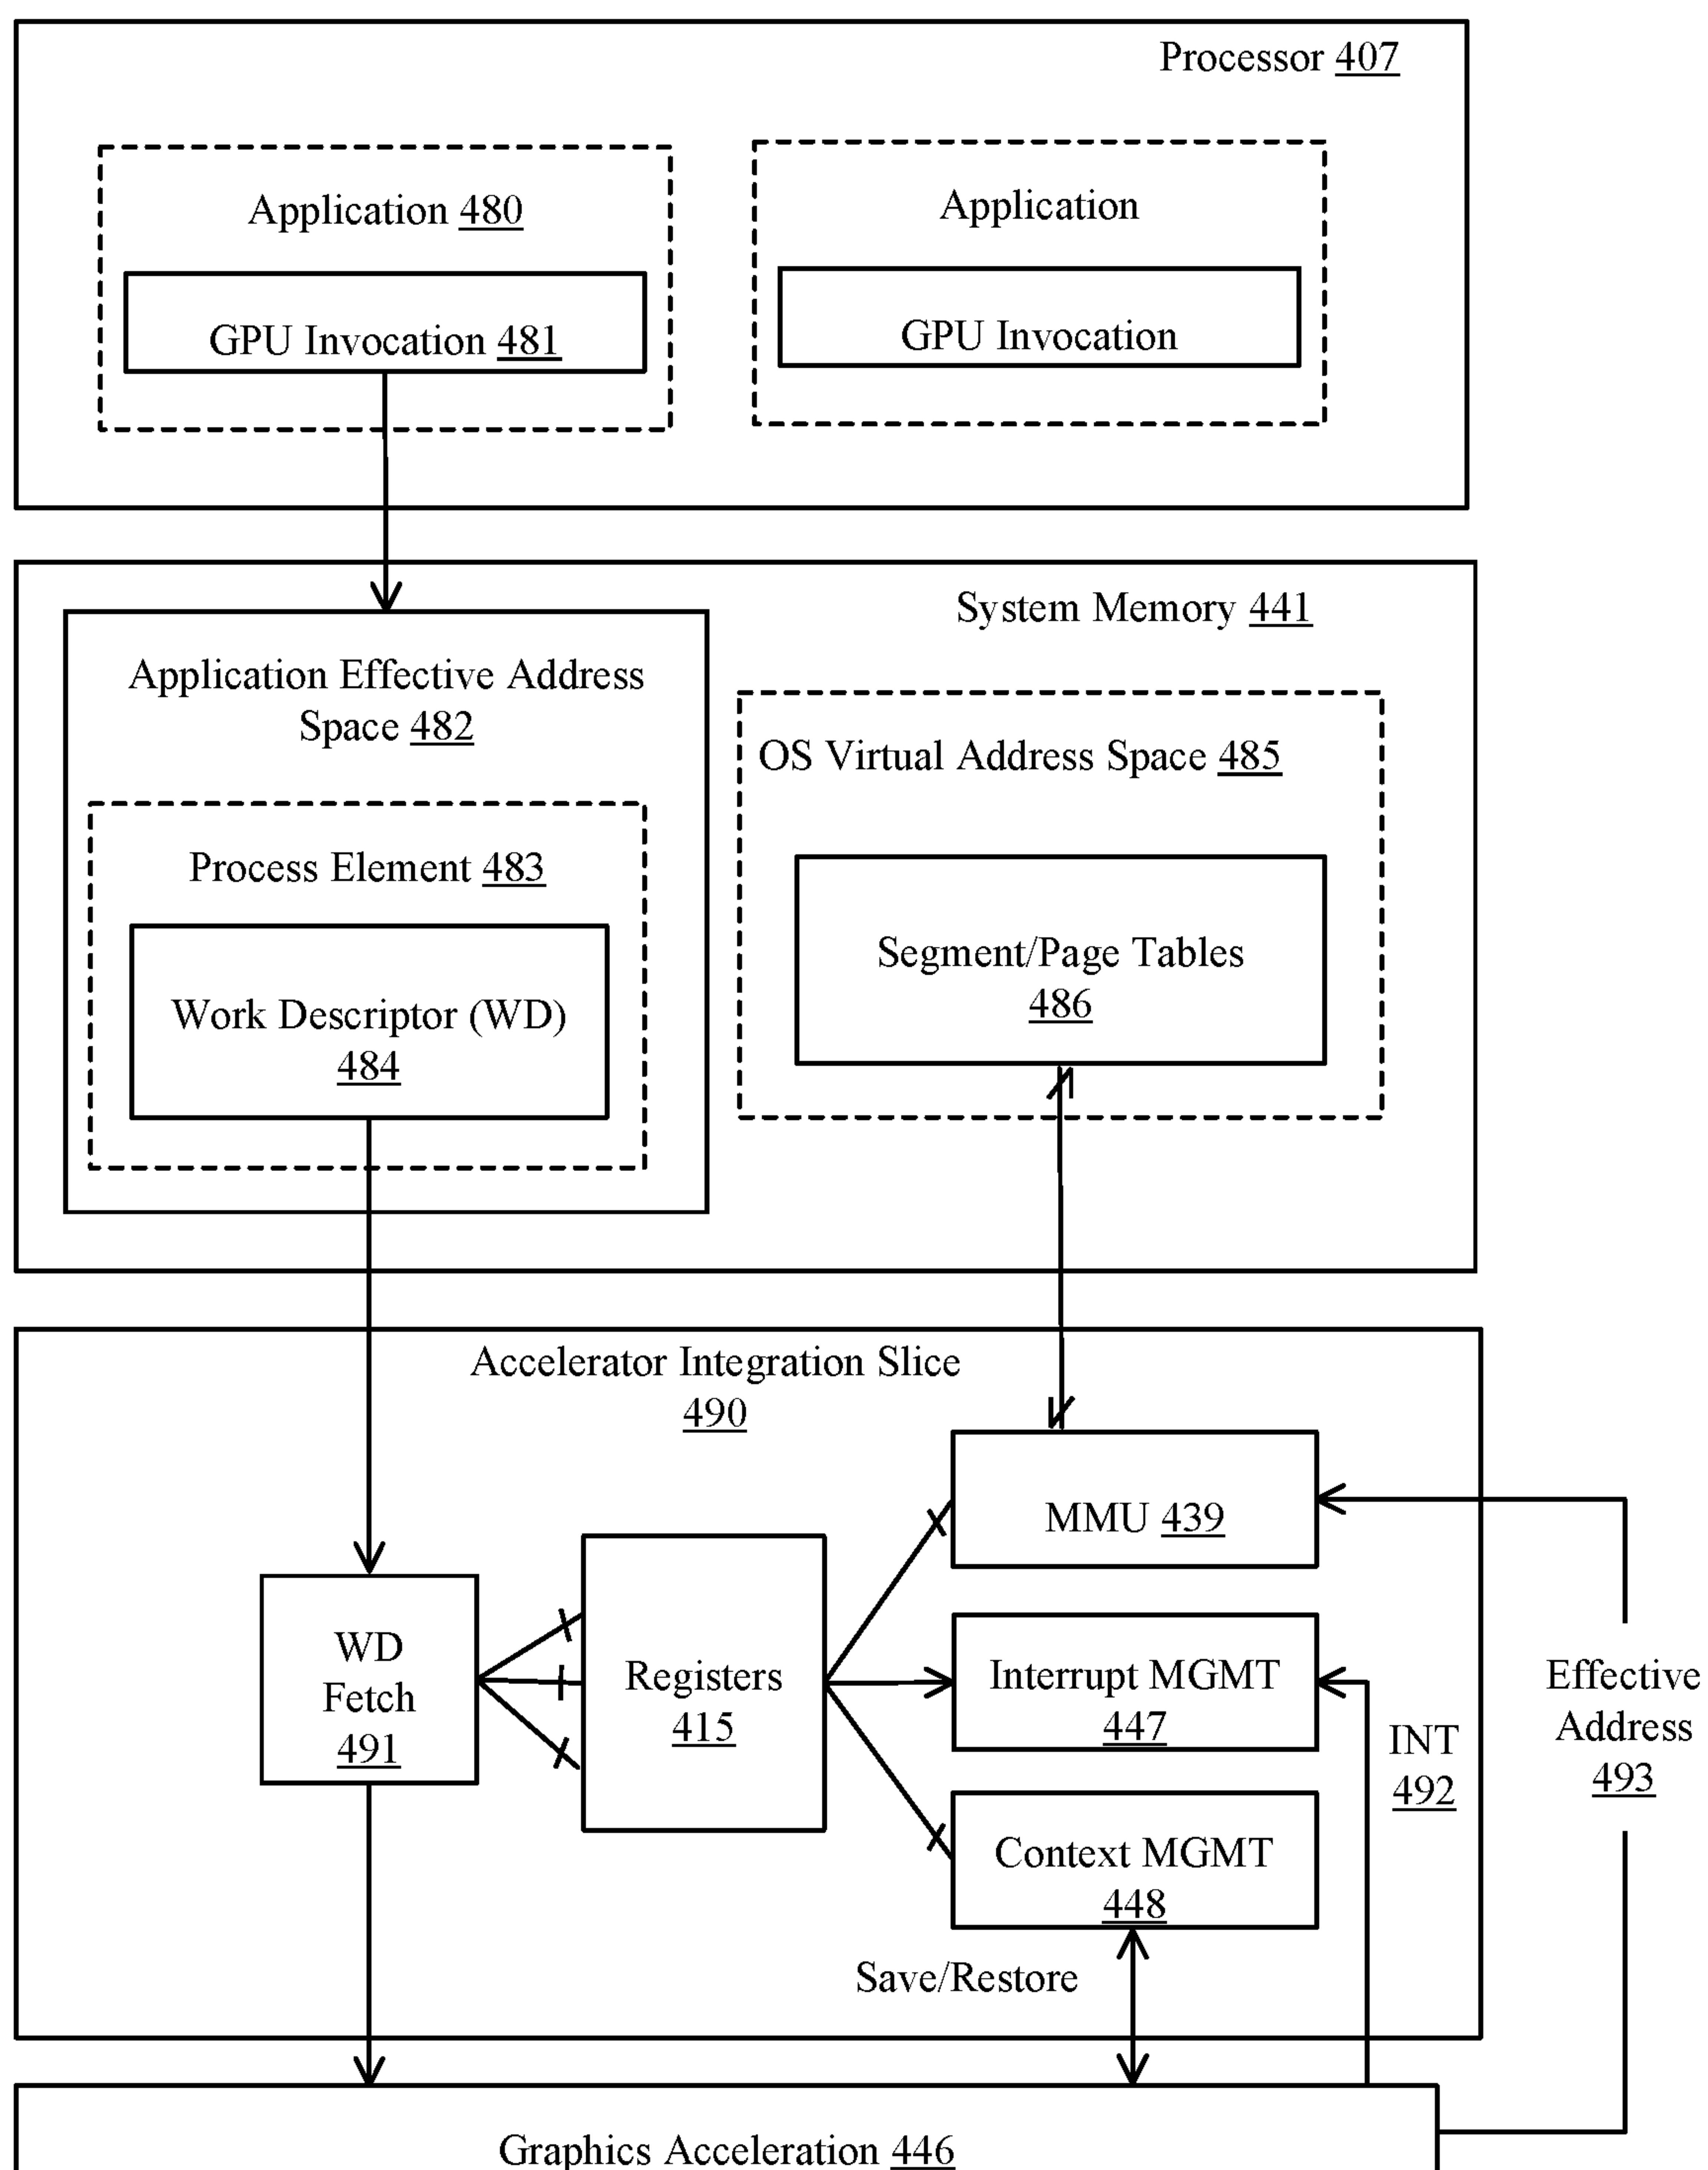 Processor 407
Application 480
Application
GPU Invocation 481
GPU Invocation
System Memory 441
Application Effective Address
Space 482
OS Virtual Address Space 485
Process Element 483
Segment/Page Tables
486
Work Descriptor (WD)
484
Accelerator Integration Slice
490
MMU 439
WD
Fetch
491
Registers
415
Interrupt MGMT
447
Effective
Address
493
INT
492
Context MGMT
448
Save/Restore
Graphics Acceleration 446